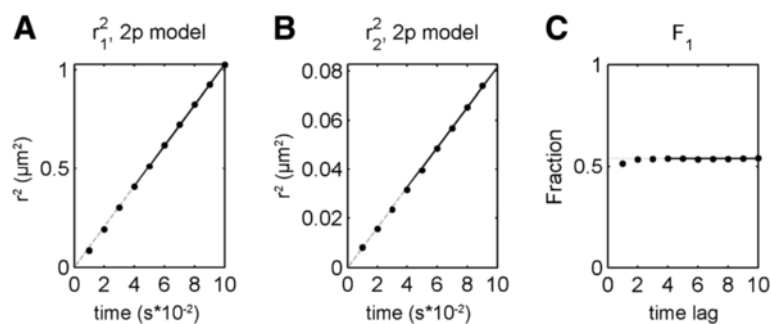 A r₁², 2p model
1
0.5
0
r² (µm²)
0 2 4 6 8 10
time (s*10⁻²)
B r₂², 2p model
0.08
0.06
0.04
0.02
0
r² (µm²)
0 2 4 6 8 10
time (s*10⁻²)
C F₁
1
0.5
0
Fraction
0 2 4 6 8 10
time lag